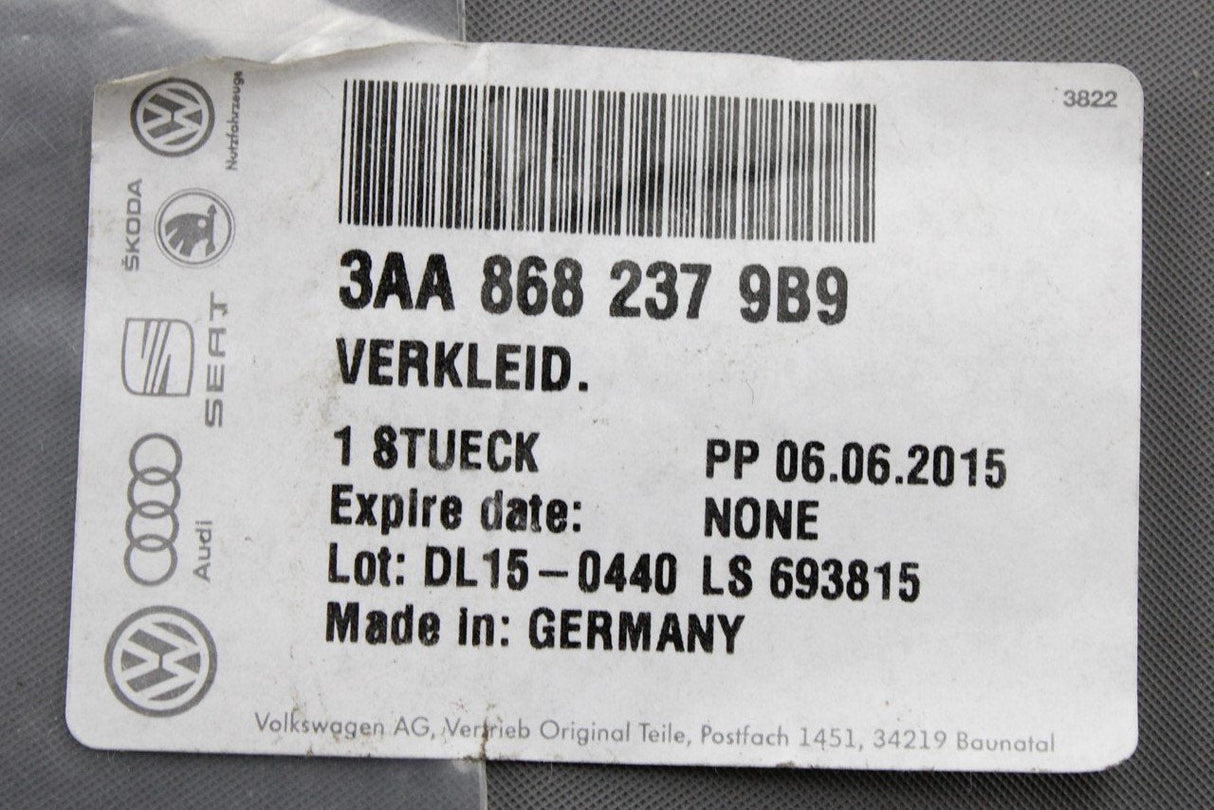 3822
Nutzfahrzeuge
ŠKODA
SEAT
Audi
3AA 868 237 9B9
VERKLEID.
1 STUECK PP 06.06.2015
Expire date: NONE
Lot: DL15-0440 LS 693815
Made in: GERMANY
Volkswagen AG, Vertrieb Original Teile, Postfach 1451, 34219 Baunatal